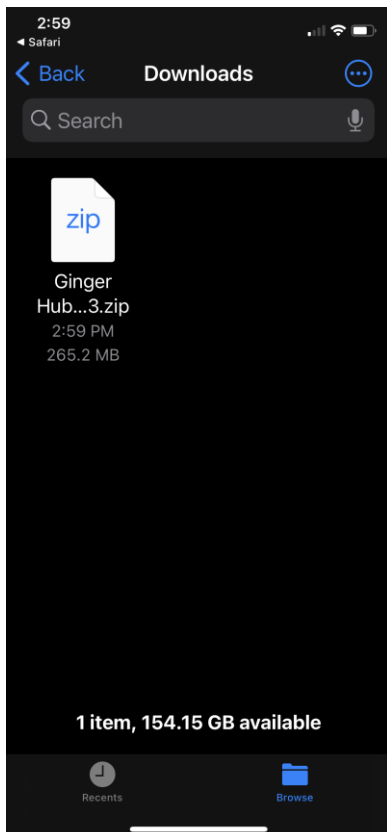 2:59
◀ Safari
Back
Downloads
Search
zip
Ginger
Hub...3.zip
2:59 PM
265.2 MB
1 item, 154.15 GB available
Recents
Browse